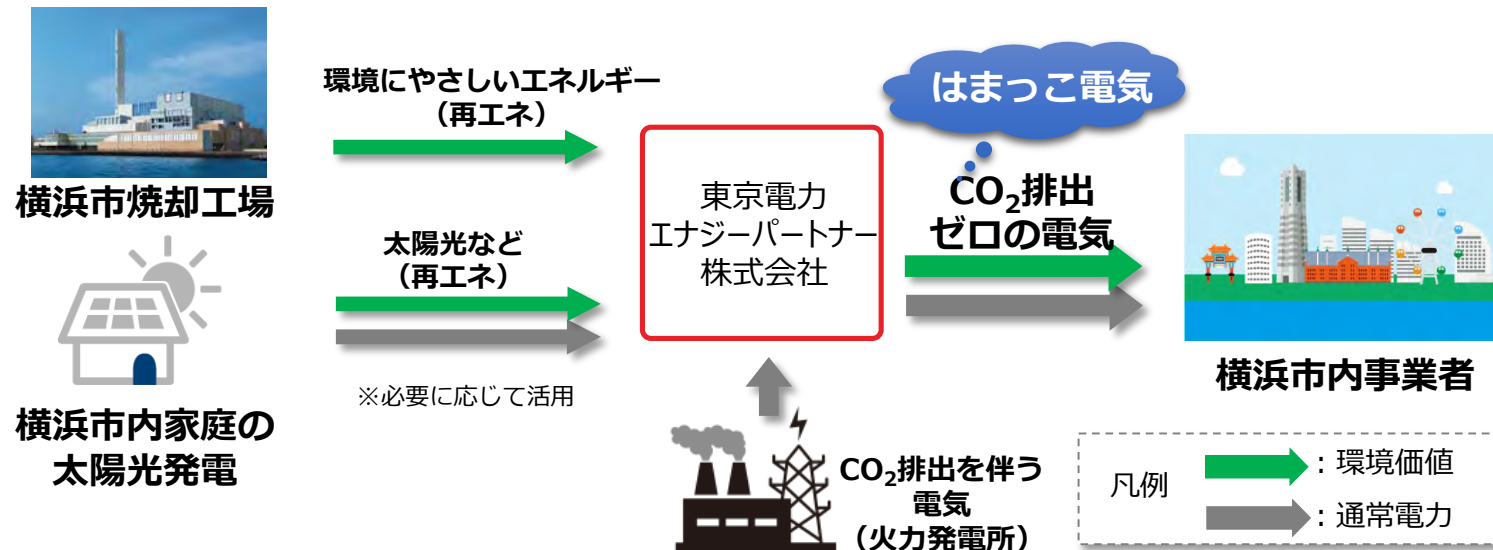 環境にやさしいエネルギー
（再エネ）
はまっこ電気
横浜市焼却工場
東京電力
エナジーパートナー
株式会社
CO₂排出
ゼロの電気
太陽光など
（再エネ）
※必要に応じて活用
横浜市内家庭の
太陽光発電
横浜市内事業者
CO₂排出を伴う
電気
（火力発電所）
凡例
：環境価値
：通常電力